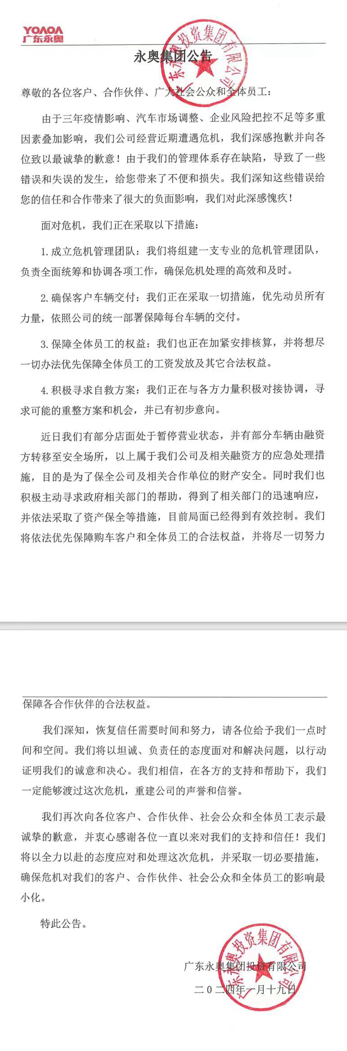 YOAOA
广东永奥
永奥集团公告
尊敬的各位客户、合作伙伴、广大社会公众和全体员工：
由于三年疫情影响、汽车市场调整、企业风险把控不足等多重
因素叠加影响，我们公司经营近期遭遇危机，我们深感抱歉并向各
位致以最诚挚的歉意！由于我们的管理体系存在缺陷，导致了一些
错误和失误的发生，给您带来了不便和损失。我们深知这些错误给
您的信任和合作带来了很大的负面影响，我们对此深感愧疚！
面对危机，我们正在采取以下措施：
1.成立危机管理团队：我们将组建一支专业的危机管理团队，
负责全面统筹和协调各项工作，确保危机处理的高效和及时。
2.确保客户车辆交付：我们正在采取一切措施，优先动员所有
力量，依照公司的统一部署保障每台车辆的交付。
3.保障全体员工的权益：我们也正在加紧安排核算，并将想尽
一切办法优先保障全体员工的工资发放及其它合法权益。
4.积极寻求自救方案：我们正在与各方力量积极对接协调，寻
求可能的重整方案和机会，并已有初步意向。
近日我们有部分店面处于暂停营业状态，并有部分车辆由融资
方转移至安全场所，以上属于我们公司及相关融资方的应急处理措
施，目的是为了保全公司及相关合作单位的财产安全。同时我们也
积极主动寻求政府相关部门的帮助，得到了相关部门的迅速响应，
并依法采取了资产保全等措施，目前局面已经得到有效控制。我们
将依法优先保障购车客户和全体员工的合法权益，并将尽一切努力
保障各合作伙伴的合法权益。
我们深知，恢复信任需要时间和努力，请各位给予我们一点时
间和空间。我们将以坦诚、负责任的态度面对和解决问题，以行动
证明我们的诚意和决心。我们相信，在各方的支持和帮助下，我们
一定能够渡过这次危机，重建公司的声誉和信誉。
我们再次向各位客户、合作伙伴、社会公众和全体员工表示最
诚挚的歉意，并衷心感谢各位一直以来对我们的支持和信任！我们
将以全力以赴的态度应对和处理这次危机，并采取一切必要措施，
确保危机对我们的客户、合作伙伴、社会公众和全体员工的影响最
小化。
特此公告。
广东永奥投资集团有限公司
广东永奥集团投资有限公司
二〇二四年一月十九日